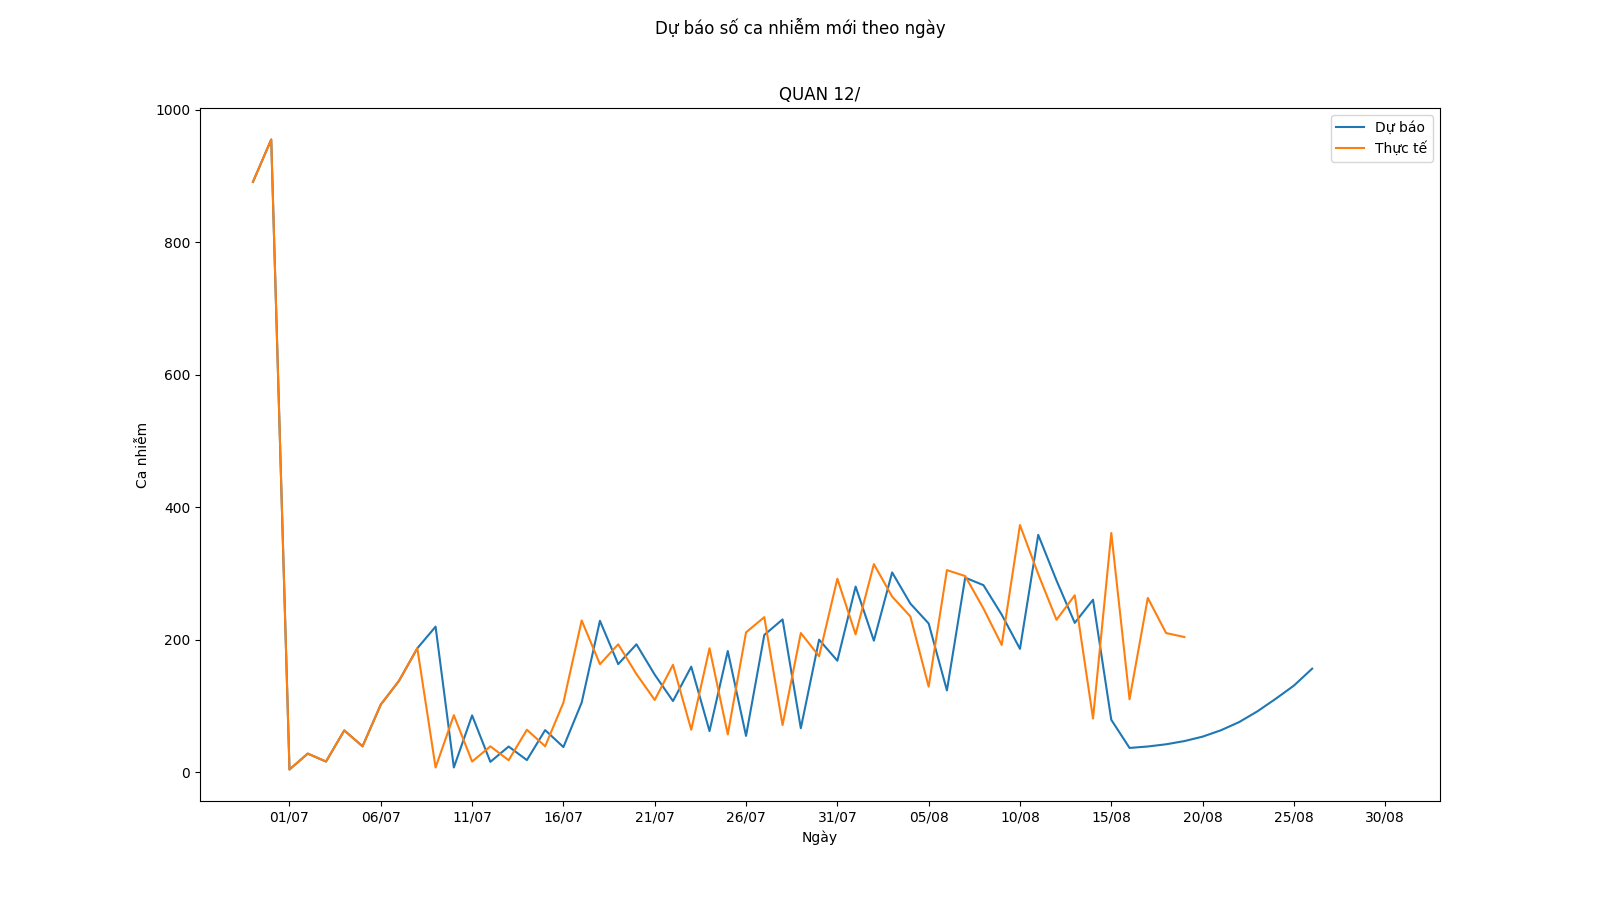 Dự báo số ca nhiễm mới theo ngày
QUAN 12/
1000
800
600
400
200
0
Ca nhiễm
Dự báo
Thực tế
01/07 06/07 11/07 16/07 21/07 26/07 31/07 05/08 10/08 15/08 20/08 25/08 30/08
Ngày